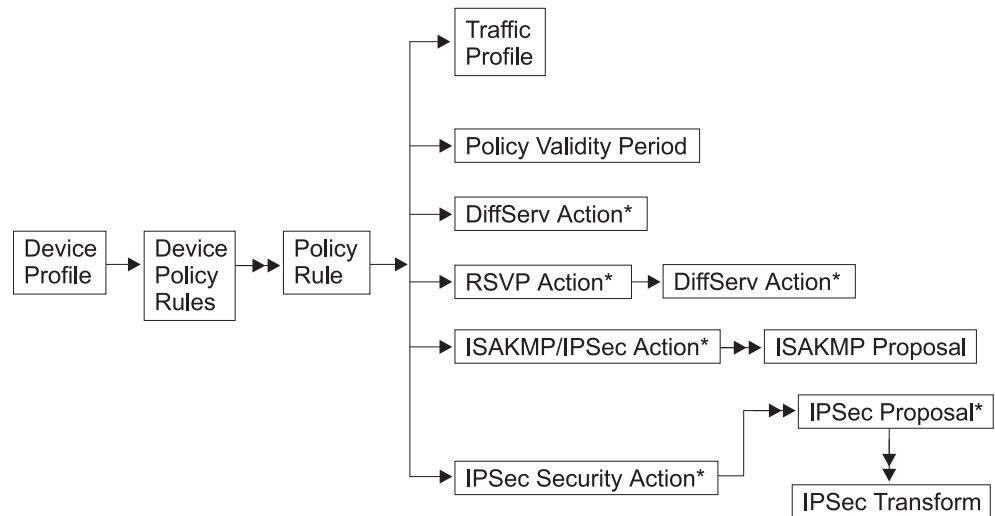 Traffic
Profile
Policy Validity Period
DiffServ Action*
Device
Profile
Device
Policy
Rules
Policy
Rule
RSVP Action*
DiffServ Action*
ISAKMP/IPSec Action*
ISAKMP Proposal
IPSec Proposal*
IPSec Security Action*
IPSec Transform